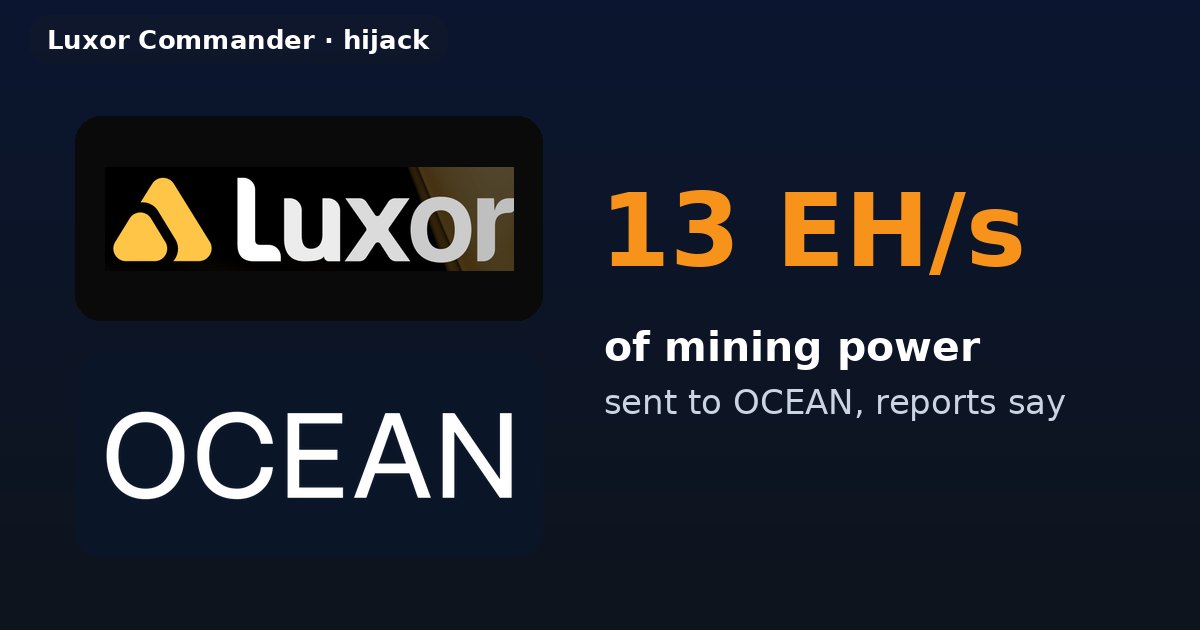 Luxor Commander · hijack
Luxor
OCEAN
13 EH/s
of mining power
sent to OCEAN, reports say